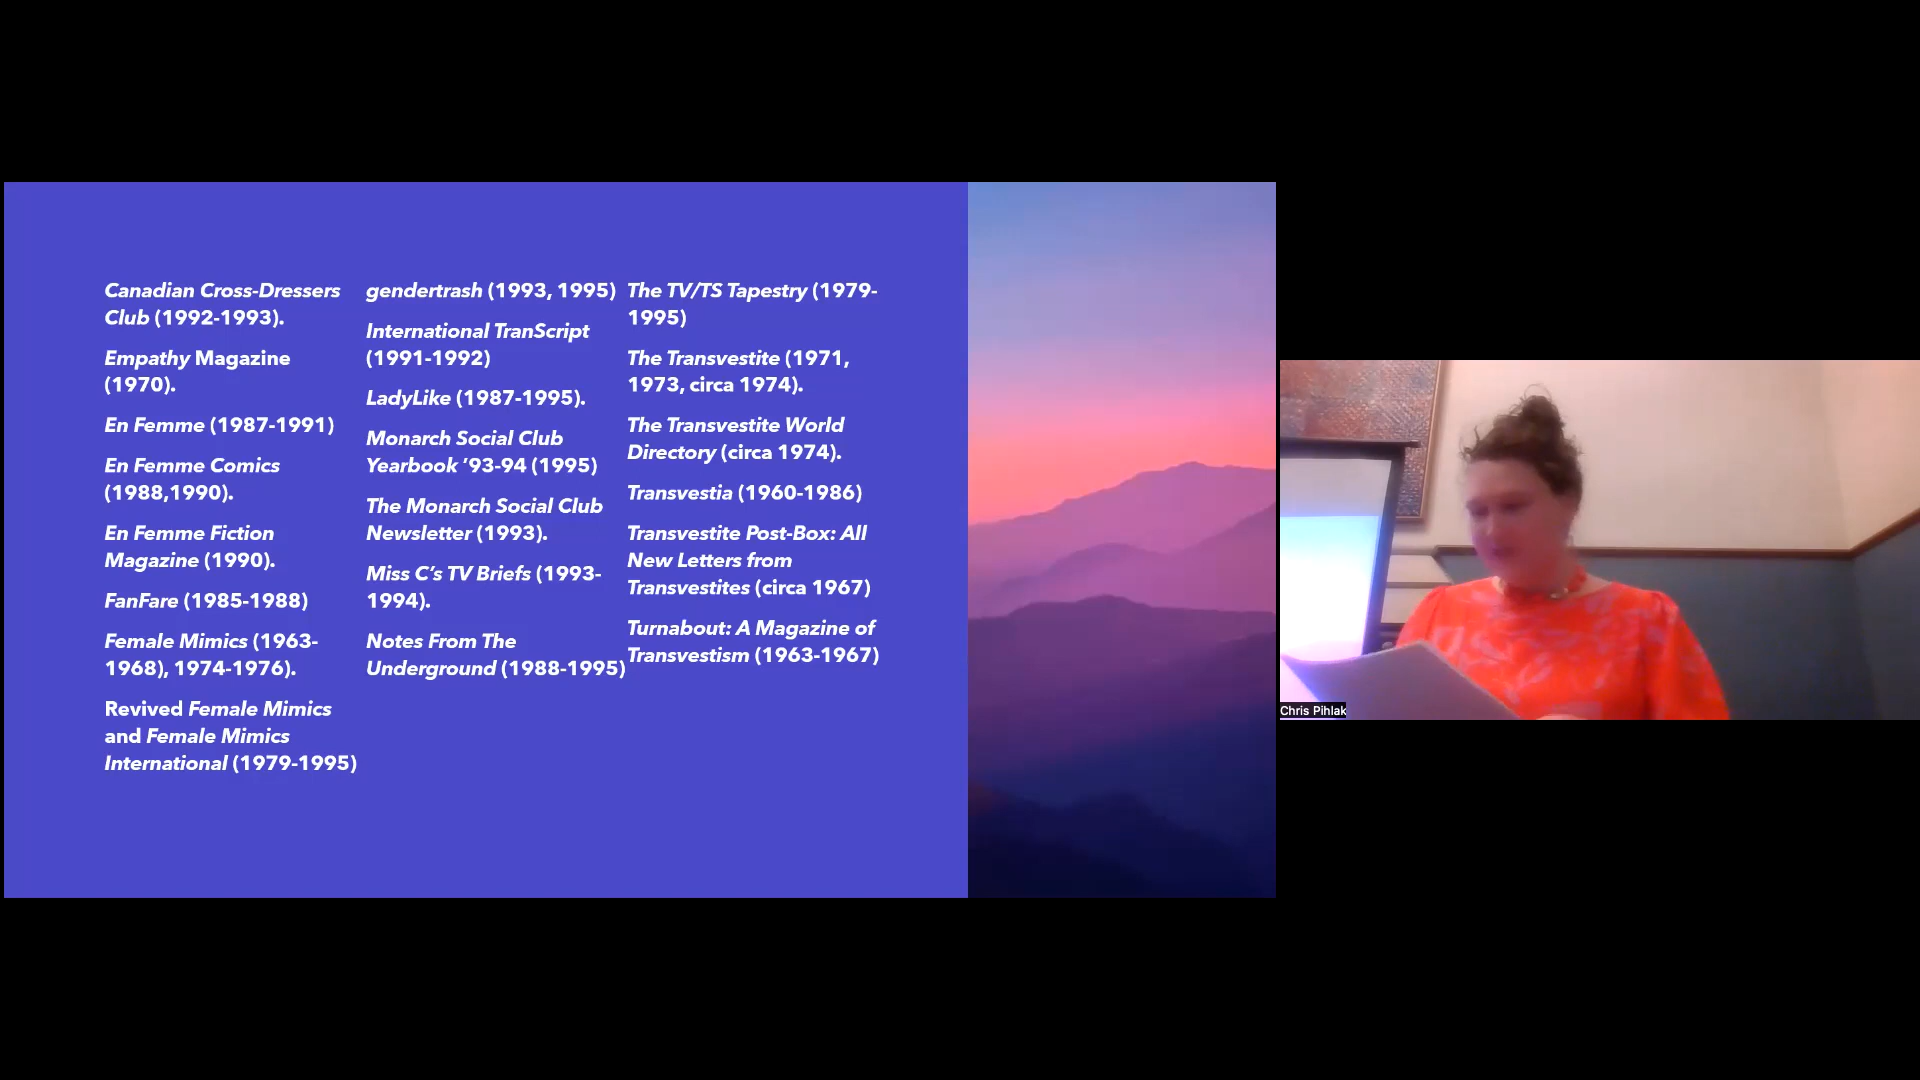 Canadian Cross-Dressers
Club (1992-1993).
Empathy Magazine
(1970).
En Femme (1987-1991)
En Femme Comics
(1988,1990).
En Femme Fiction
Magazine (1990).
FanFare (1985-1988)
Female Mimics (1963-
1968), 1974-1976).
Revived Female Mimics
and Female Mimics
International (1979-1995)
gendertrash (1993, 1995)
International TranScript
(1991-1992)
LadyLike (1987-1995).
Monarch Social Club
Yearbook ’93-94 (1995)
The Monarch Social Club
Newsletter (1993).
Miss C’s TV Briefs (1993-
1994).
Notes From The
Underground (1988-1995)
The TV/TS Tapestry (1979-
1995)
The Transvestite (1971,
1973, circa 1974).
The Transvestite World
Directory (circa 1974).
Transvestia (1960-1986)
Transvestite Post-Box: All
New Letters from
Transvestites (circa 1967)
Turnabout: A Magazine of
Transvestism (1963-1967)
Chris Pihlak